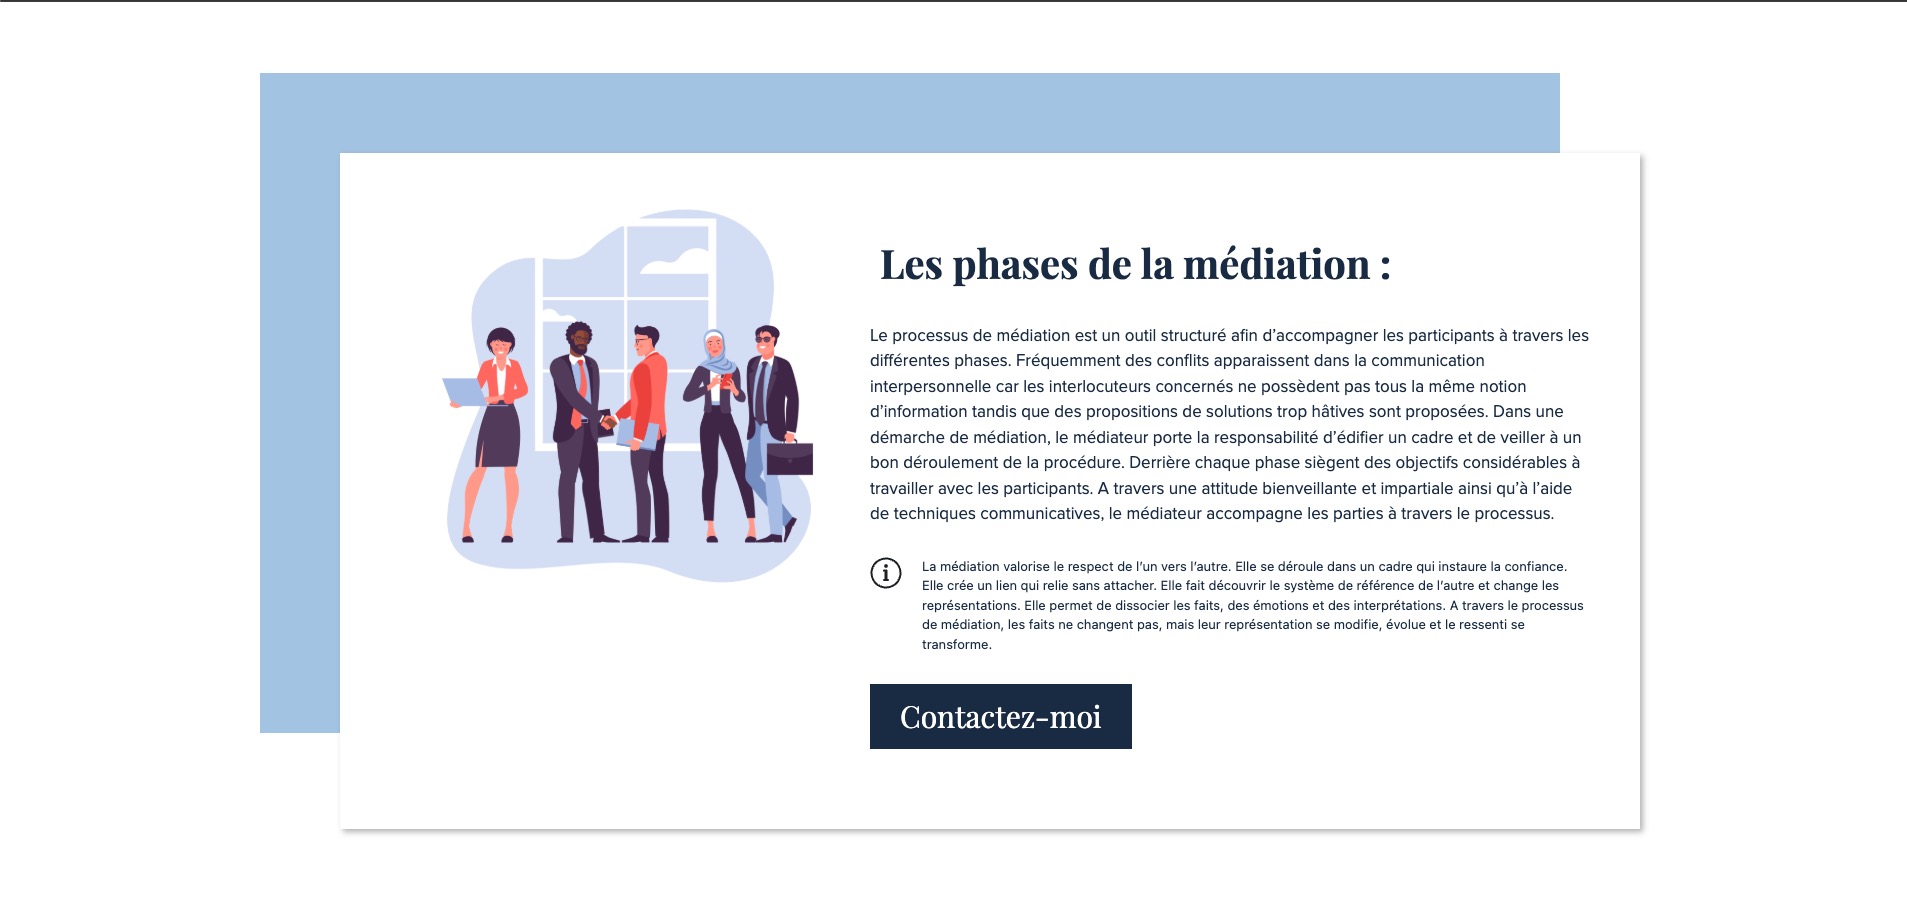 Les phases de la médiation :
Le processus de médiation est un outil structuré afin d’accompagner les participants à travers les
différentes phases. Fréquemment des conflits apparaissent dans la communication
interpersonnelle car les interlocuteurs concernés ne possèdent pas tous la même notion
d’information tandis que des propositions de solutions trop hâtives sont proposées. Dans une
démarche de médiation, le médiateur porte la responsabilité d’édifier un cadre et de veiller à un
bon déroulement de la procédure. Derrière chaque phase siègent des objectifs considérables à
travailler avec les participants. A travers une attitude bienveillante et impartiale ainsi qu’à l’aide
de techniques communicatives, le médiateur accompagne les parties à travers le processus.
La médiation valorise le respect de l’un vers l’autre. Elle se déroule dans un cadre qui instaure la confiance.
Elle crée un lien qui relie sans attacher. Elle fait découvrir le système de référence de l’autre et change les
représentations. Elle permet de dissocier les faits, des émotions et des interprétations. A travers le processus
de médiation, les faits ne changent pas, mais leur représentation se modifie, évolue et le ressenti se
transforme.
Contactez-moi